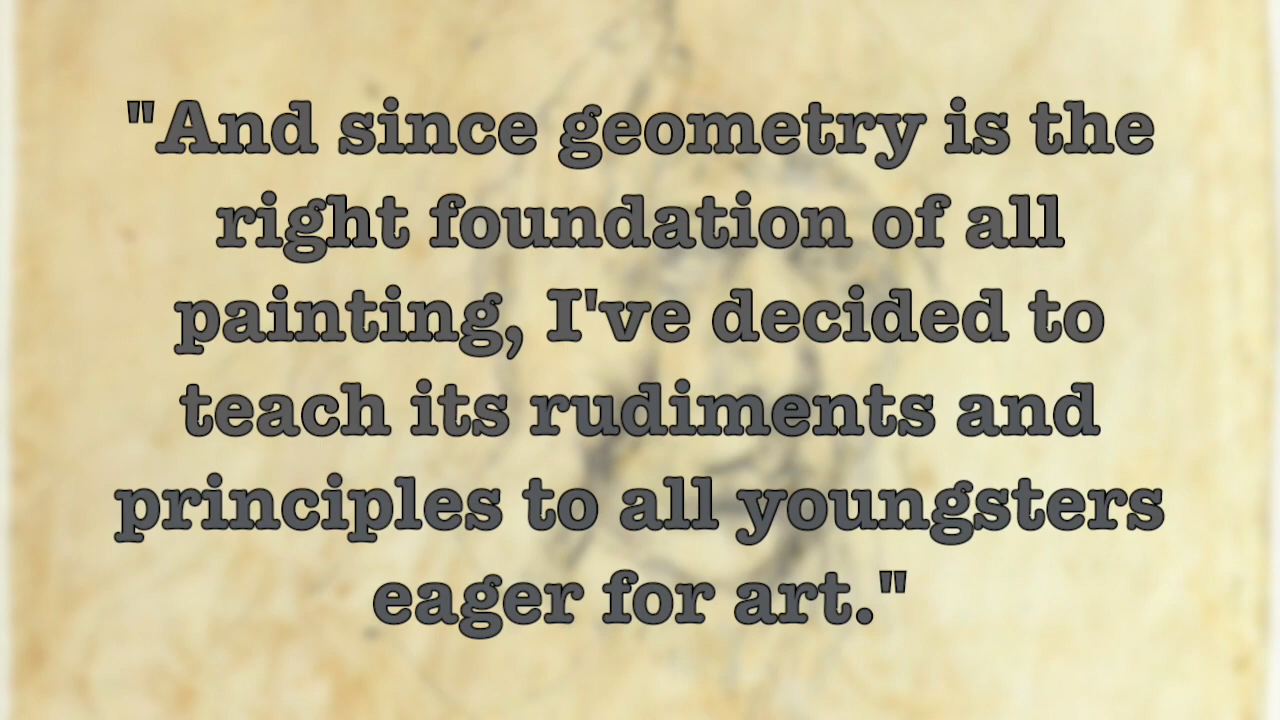 "And since geometry is the
right foundation of all
painting, I've decided to
teach its rudiments and
principles to all youngsters
eager for art."